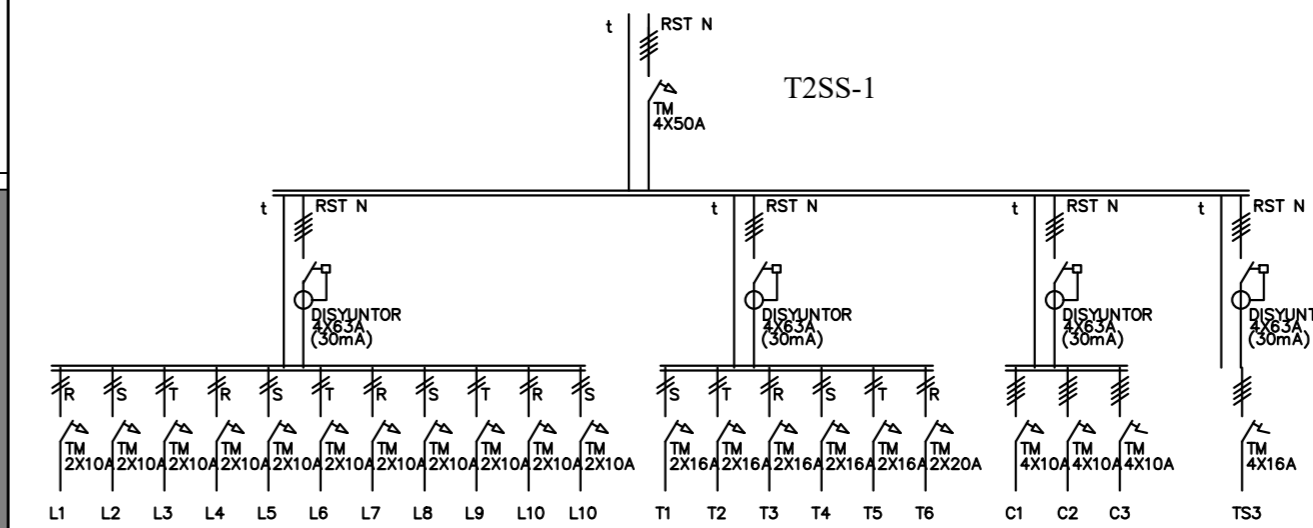 t RST N
T2SS-1
TM
4X50A
t RST N t RST N t RST N t RST N
DISYUNTOR DISYUNTOR DISYUNTOR DISYUNT
4X63A 4X63A 4X63A 4X63A
(30mA) (30mA) (30mA) (30mA)
R S T R S T R S T R S S T R S T R
TM TM TM TM TM TM TM TM TM TM TM TM TM TM TM TM TM TM TM TM TM
2X10A 2X10A 2X10A 2X10A 2X10A 2X10A 2X10A 2X10A 2X10A 2X10A 2X10A 2X16A 2X16A 2X16A 2X16A 2X16A 2X20A 4X10A 4X10A 4X10A 4X16A
L1 L2 L3 L4 L5 L6 L7 L8 L9 L10 L10 T1 T2 T3 T4 T5 T6 C1 C2 C3 TS3